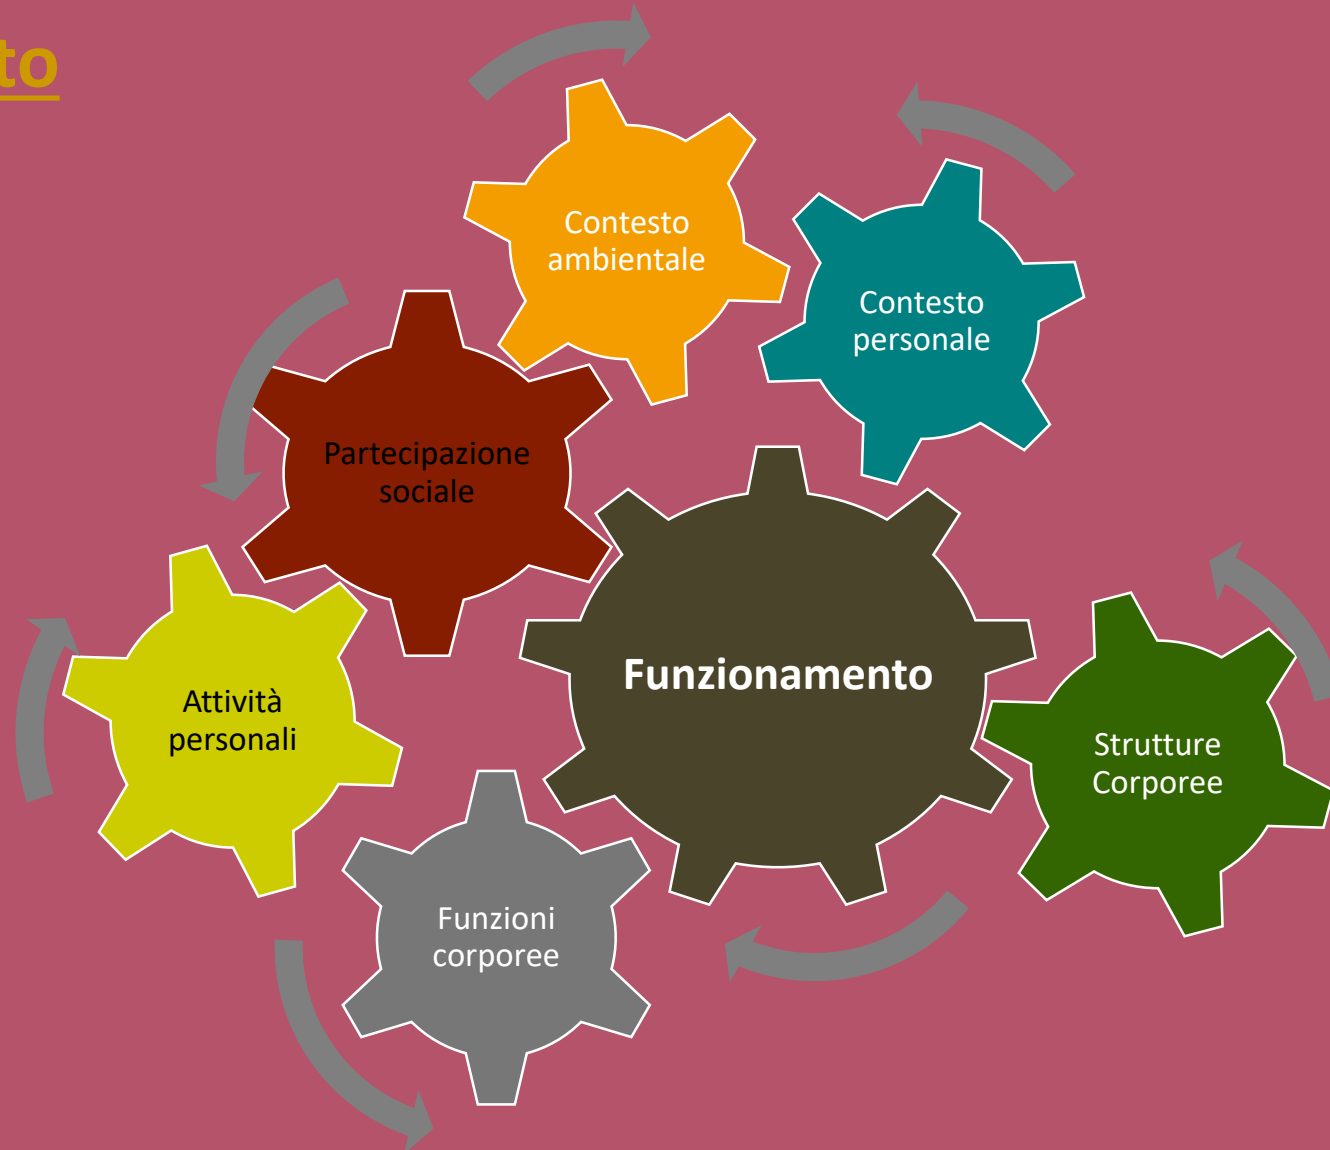 to
Contesto
ambientale
Contesto
personale
Partecipazione
sociale
Funzionamento
Attività
personali
Strutture
Corporee
Funzioni
corporee